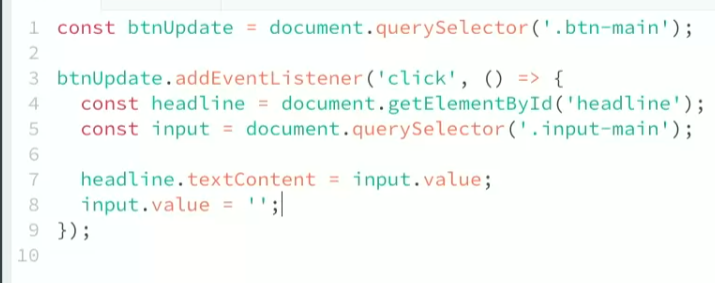 1 const btnUpdate = document.querySelector('.btn-main');
2
3 btnUpdate.addEventListener('click', () => {
4   const headline = document.getElementById('headline');
5   const input = document.querySelector('.input-main');
6
7   headline.textContent = input.value;
8   input.value = '';
9 });
10